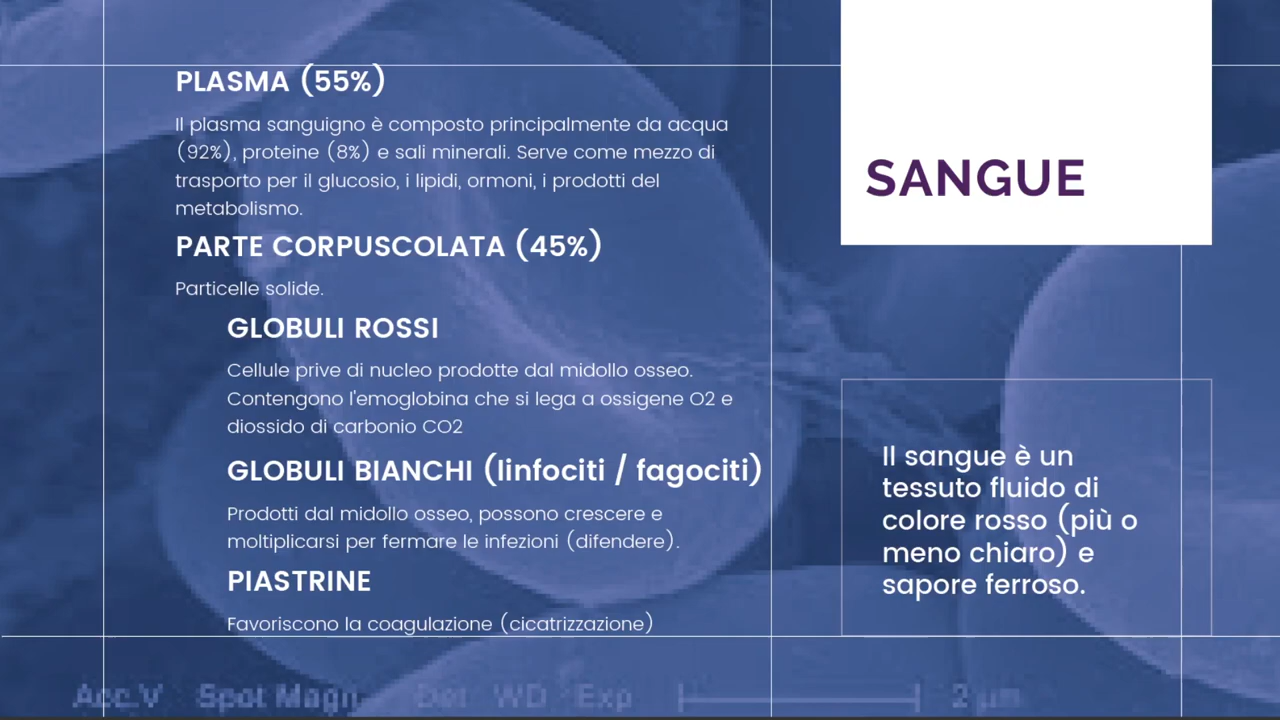 PLASMA (55%)
Il plasma sanguigno è composto principalmente da acqua
(92%), proteine (8%) e sali minerali. Serve come mezzo di
trasporto per il glucosio, i lipidi, ormoni, i prodotti del
metabolismo.
PARTE CORPUSCOLATA (45%)
Particelle solide.
GLOBULI ROSSI
Cellule prive di nucleo prodotte dal midollo osseo.
Contengono l'emoglobina che si lega a ossigene O2 e
diossido di carbonio CO2
GLOBULI BIANCHI (linfociti / fagociti)
Prodotti dal midollo osseo, possono crescere e
moltiplicarsi per fermare le infezioni (difendere).
PIASTRINE
Favoriscono la coagulazione (cicatrizzazione)
SANGUE
Il sangue è un
tessuto fluido di
colore rosso (più o
meno chiaro) e
sapore ferroso.
Acc.V Spot Magn Det WD Exp 2 µm